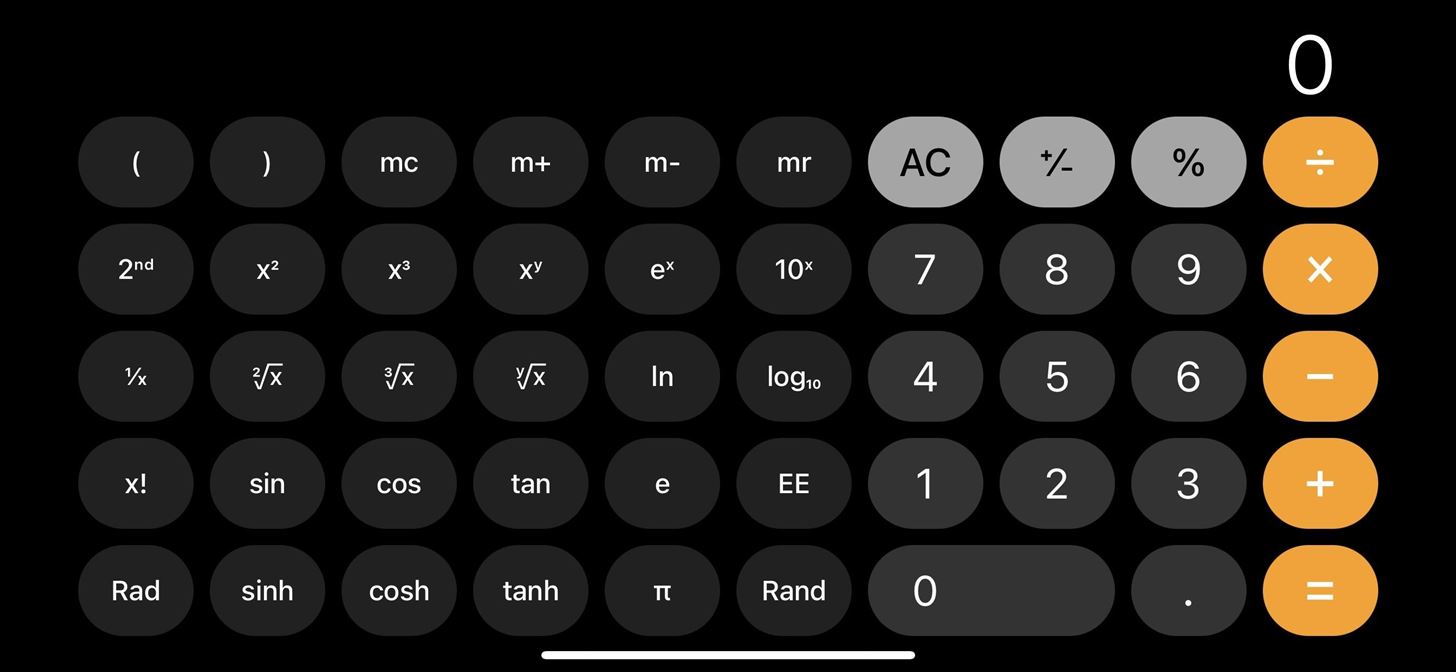 0
( ) mc m+ m- mr AC ⁺∕₋ % ÷
2ⁿᵈ x² x³ xʸ eˣ 10ˣ 7 8 9 ×
¹∕ₓ ²√x ³√x ʸ√x ln log₁₀ 4 5 6 −
x! sin cos tan e EE 1 2 3 +
Rad sinh cosh tanh π Rand 0 . =